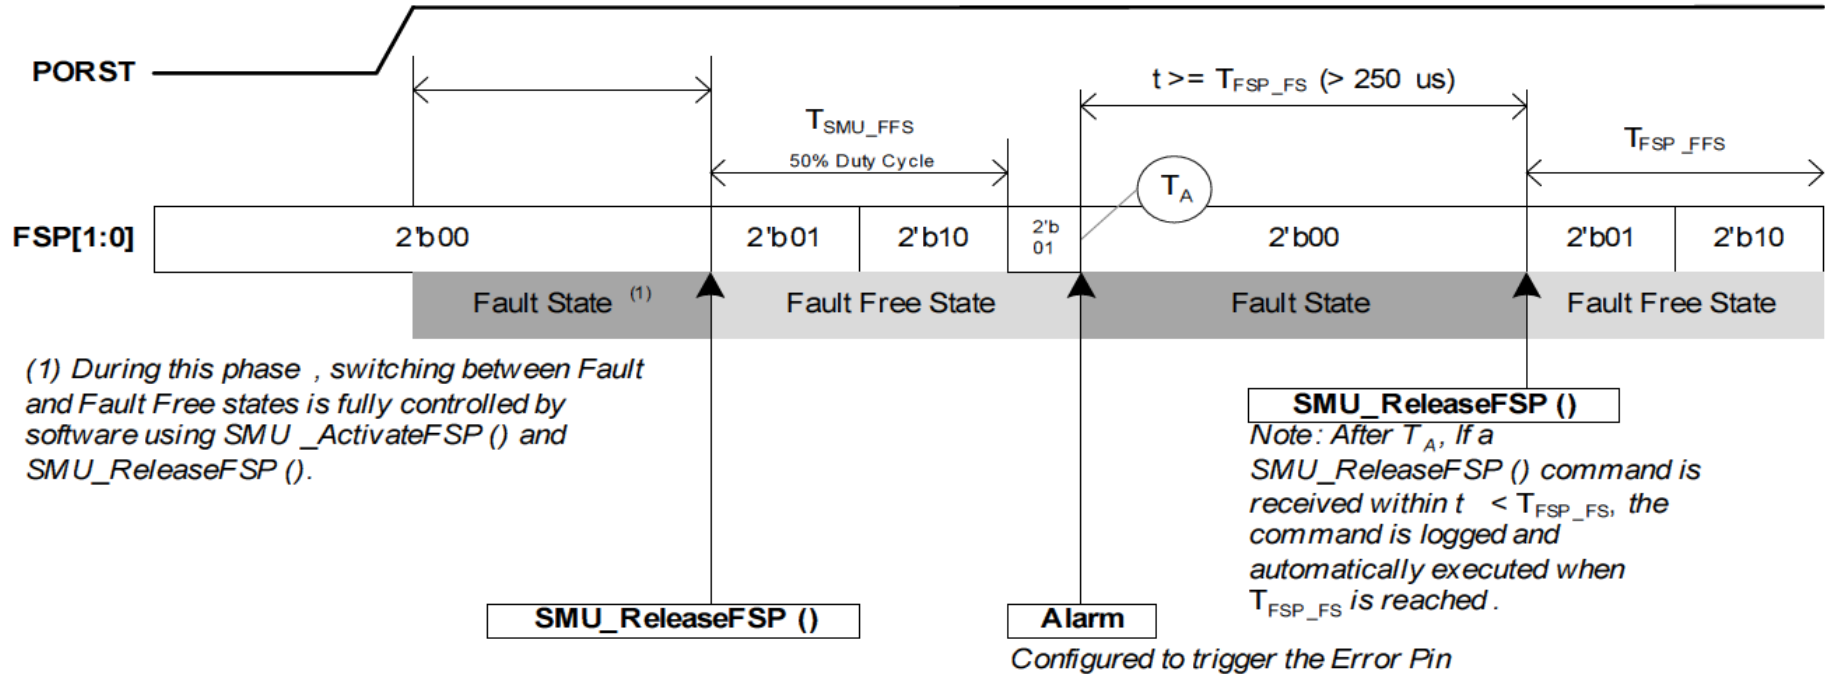 PORST
t >= TFSP_FS (> 250 us)
TSMU_FFS
50% Duty Cycle
TFSP_FFS
TA
FSP[1:0]
2'b00
2'b01
2'b10
2'b
01
2'b00
2'b01
2'b10
Fault State (1)
Fault Free State
Fault State
Fault Free State
(1) During this phase , switching between Fault
and Fault Free states is fully controlled by
software using SMU _ActivateFSP () and
SMU_ReleaseFSP ().
SMU_ReleaseFSP ()
Note: After TA, If a
SMU_ReleaseFSP () command is
received within t < TFSP_FS, the
command is logged and
automatically executed when
TFSP_FS is reached .
SMU_ReleaseFSP ()
Alarm
Configured to trigger the Error Pin